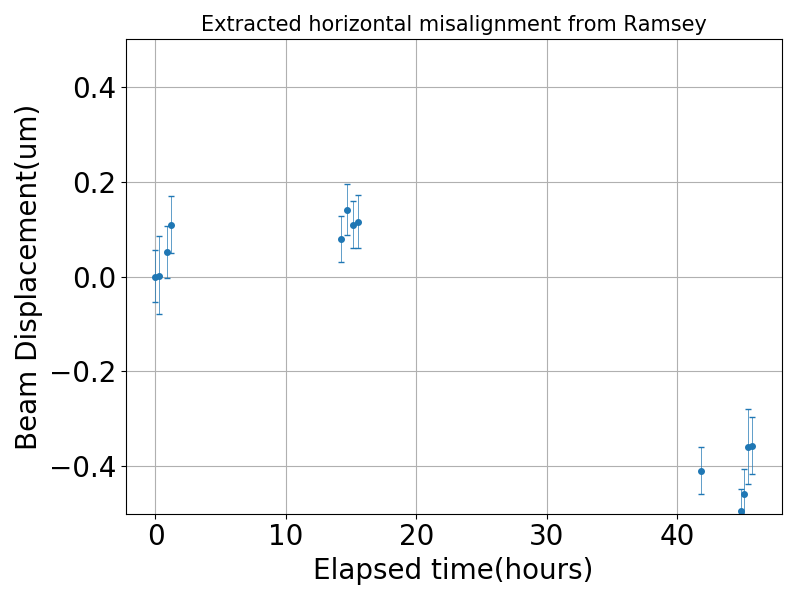 Extracted horizontal misalignment from Ramsey
Beam Displacement(um)
0.4
0.2
0.0
−0.2
−0.4
0 10 20 30 40
Elapsed time(hours)